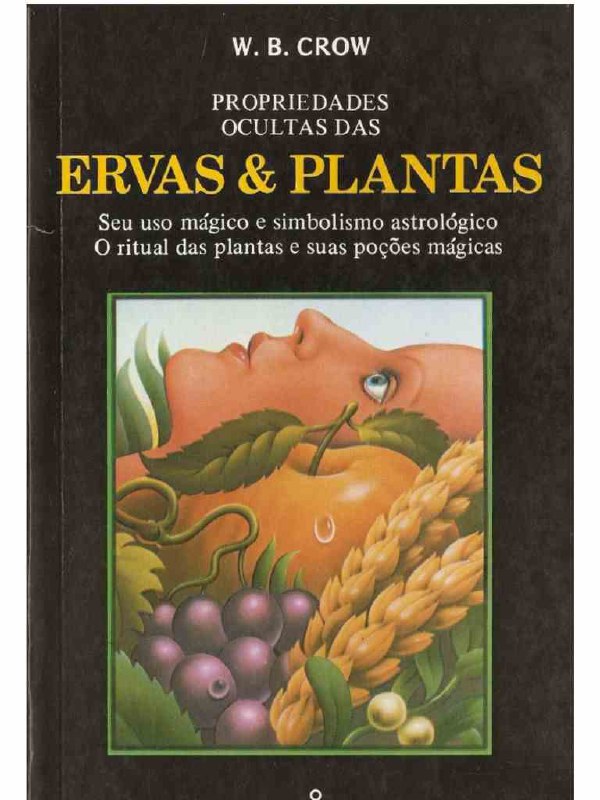 W. B. CROW
PROPRIEDADES
OCULTAS DAS
ERVAS & PLANTAS
Seu uso mágico e simbolismo astrológico
O ritual das plantas e suas poções mágicas